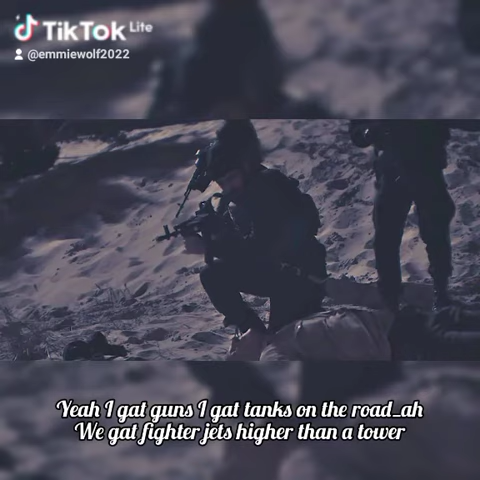 TikTok Lite
@emmiewolf2022
Yeah I gat guns I gat tanks on the road_ah
We gat fighter jets higher than a tower